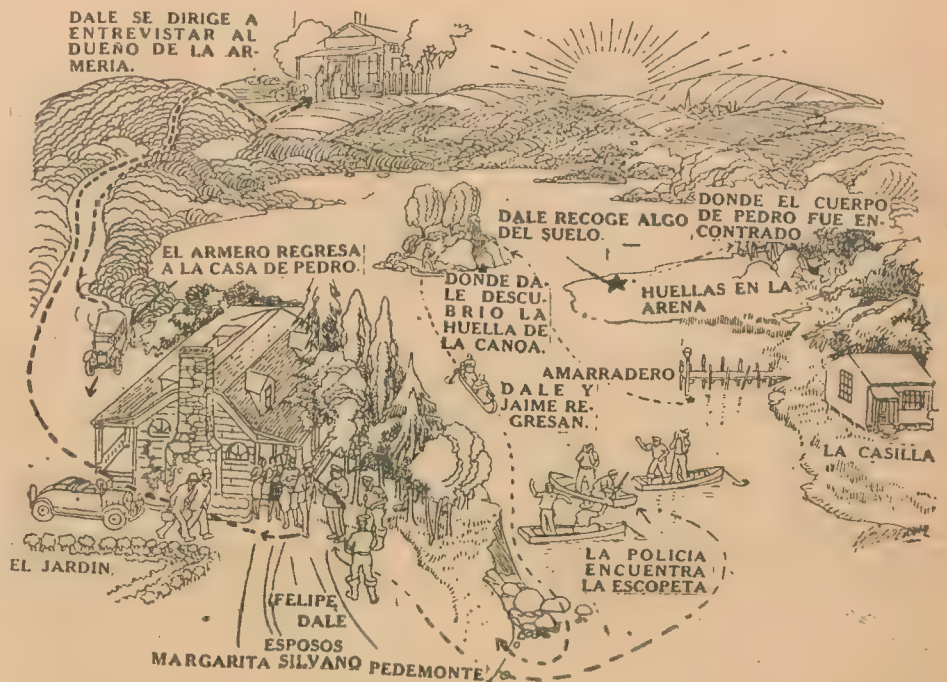 DALE SE DIRIGE A
ENTREVISTAR AL
DUEÑO DE LA AR-
MERIA.
EL ARMERO REGRESA
A LA CASA DE PEDRO.
DALE RECOGE ALGO
DEL SUELO.
DONDE EL CUERPO
DE PEDRO FUE EN-
CONTRADO
HUELLAS EN LA
ARENA
DONDE DA-
LE DESCU-
BRIO LA
HUELLA DE
LA CANOA.
AMARRADERO
DALE Y
JAIME RE-
GRESAN.
LA CASILLA
LA POLICIA
ENCUENTRA
LA ESCOPETA
EL JARDIN.
FELIPE
DALE
ESPOSOS
MARGARITA SILVANO PEDEMONTE